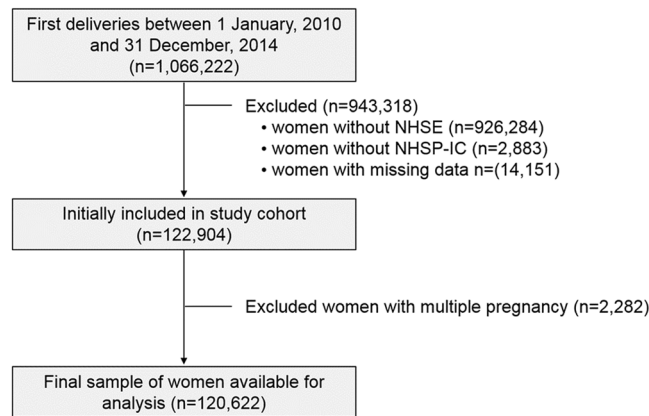 First deliveries between 1 January, 2010
and 31 December, 2014
(n=1,066,222)
Excluded (n=943,318)
• women without NHSE (n=926,284)
• women without NHSP-IC (n=2,883)
• women with missing data n=(14,151)
Initially included in study cohort
(n=122,904)
Excluded women with multiple pregnancy (n=2,282)
Final sample of women available for
analysis (n=120,622)